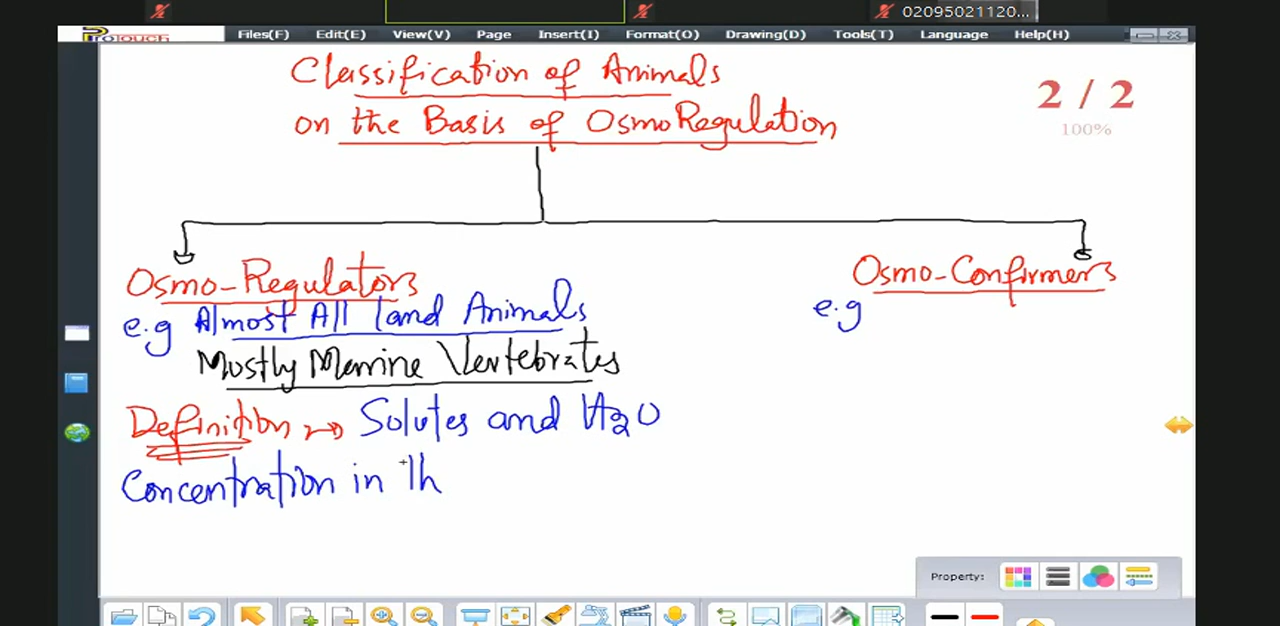 02095021120...
ProTouch
Files(F) Edit(E) View(V) Page Insert(I) Format(O) Drawing(D) Tools(T) Language Help(H)
Classification of Animals
on the Basis of OsmoRegulation
2 / 2
100%
Osmo-Regulators
e.g Almost All land Animals
Mostly Marine Vertebrates
Definition → Solutes and H2O
Concentration in Th
Osmo-Confirmers
e.g
Property: